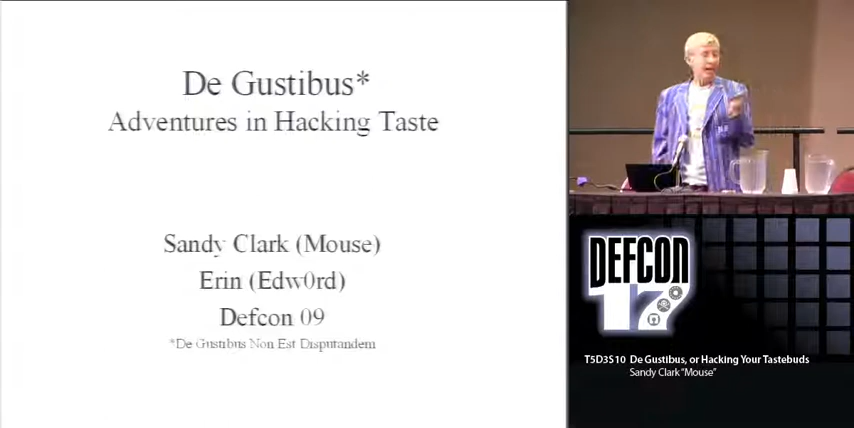 De Gustibus*
Adventures in Hacking Taste
Sandy Clark (Mouse)
Erin (Edw0rd)
Defcon 09
*De Gustibus Non Est Disputandem
DEFCON
17
T5D3S10 De Gustibus, or Hacking Your Tastebuds
Sandy Clark "Mouse"